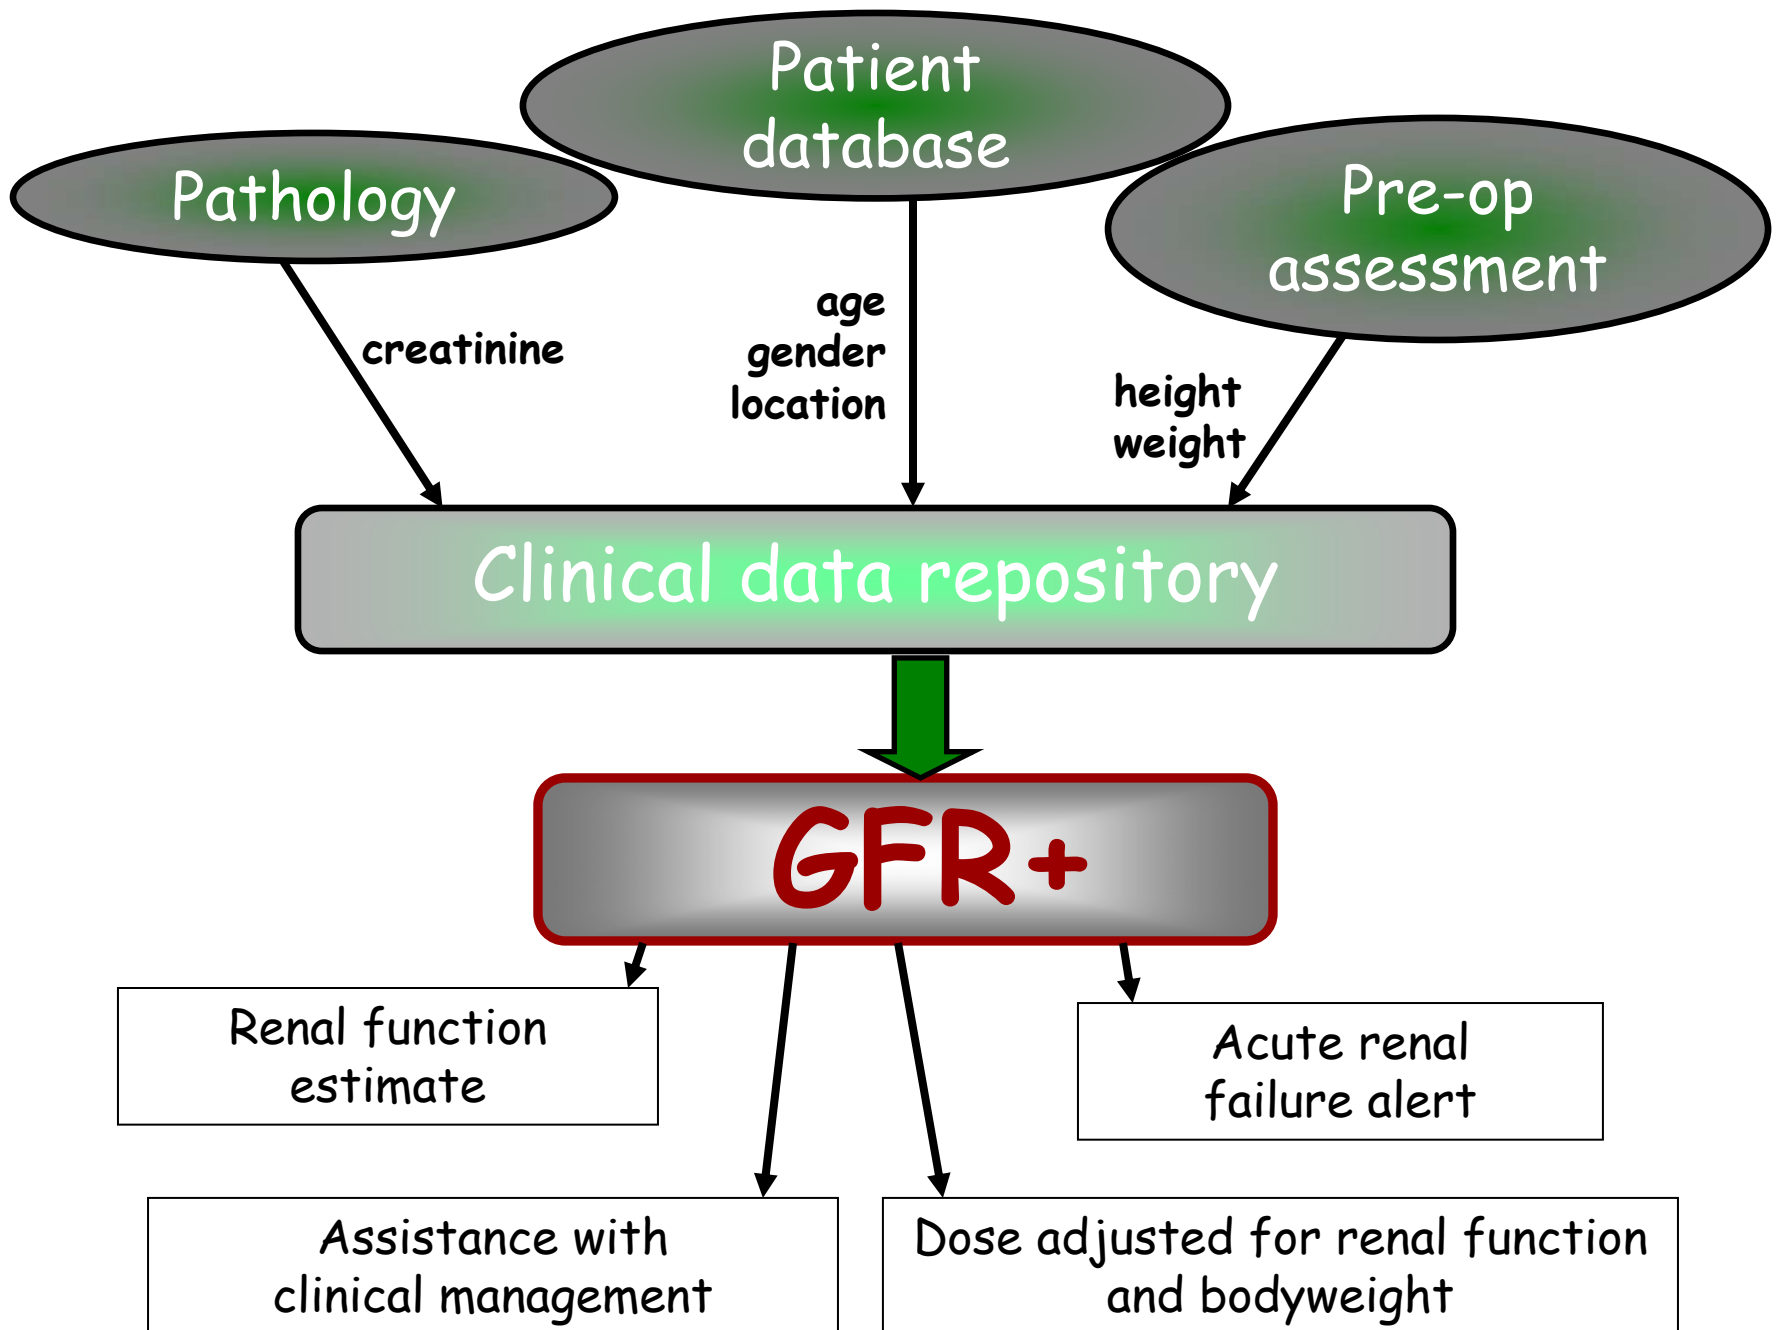 Patient
database
Pathology
Pre-op
assessment
creatinine
age
gender
location
height
weight
Clinical data repository
GFR+
Renal function
estimate
Acute renal
failure alert
Assistance with
clinical management
Dose adjusted for renal function
and bodyweight